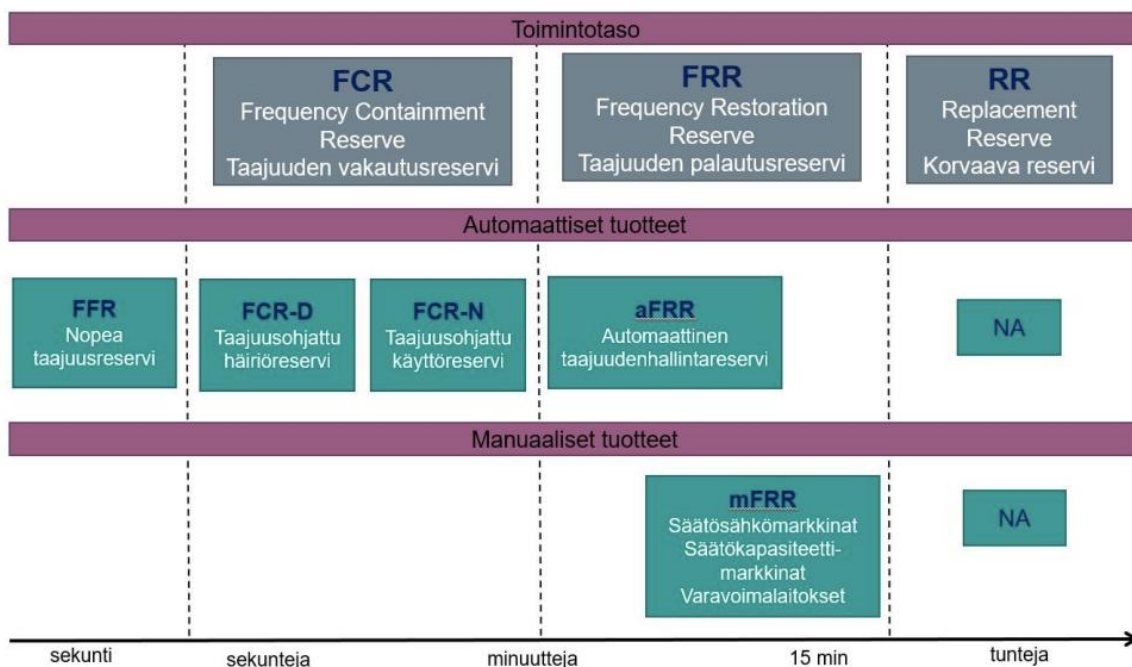 Toimintotaso
FCR
Frequency Containment
Reserve
Taajuuden vakautusreservi
FRR
Frequency Restoration
Reserve
Taajuuden palautusreservi
RR
Replacement
Reserve
Korvaava reservi
Automaattiset tuotteet
FFR
Nopea
taajuusreservi
FCR-D
Taajuusohjattu
häiriöreservi
FCR-N
Taajuusohjattu
käyttöreservi
aFRR
Automaattinen
taajuudenhallintareservi
NA
Manuaaliset tuotteet
mFRR
Säätösähkömarkkinat
Säätökapasiteetti-
markkinat
Varavoimalaitokset
NA
sekunti
sekunteja
minuutteja
15 min
tunteja